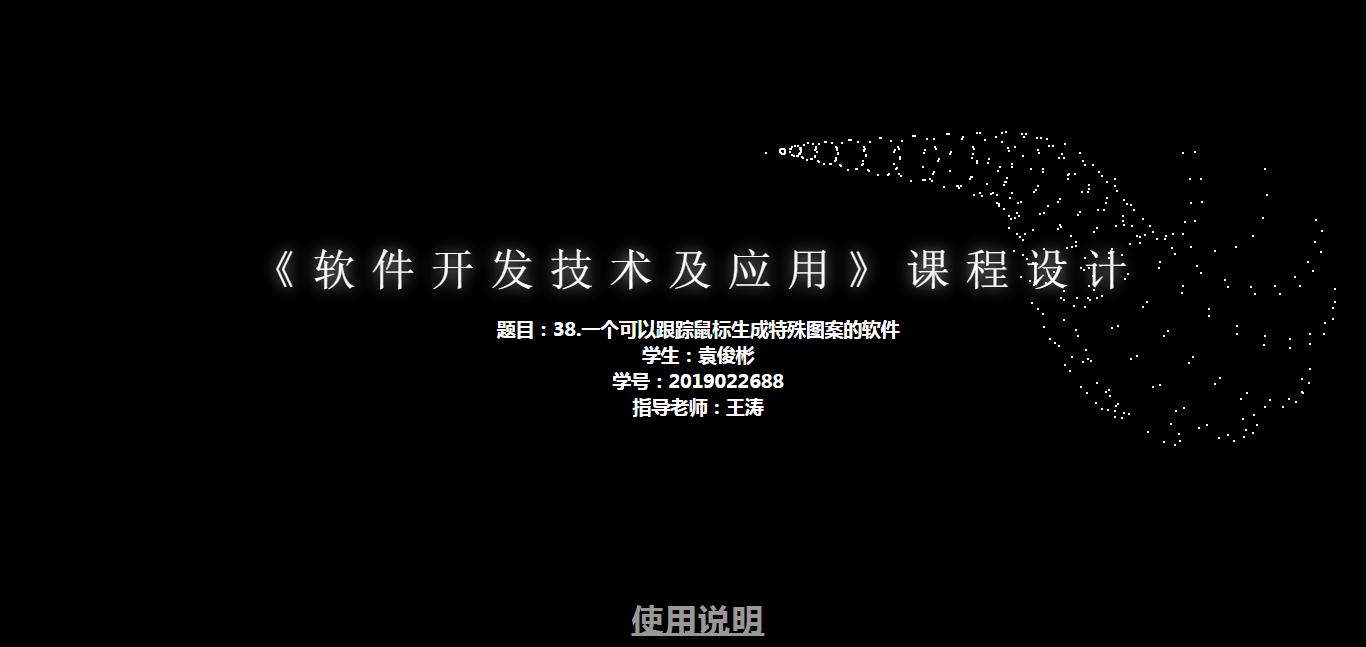 《软件开发技术及应用》课程设计
题目：38.一个可以跟踪鼠标生成特殊图案的软件
学生：袁俊彬
学号：2019022688
指导老师：王涛
使用说明